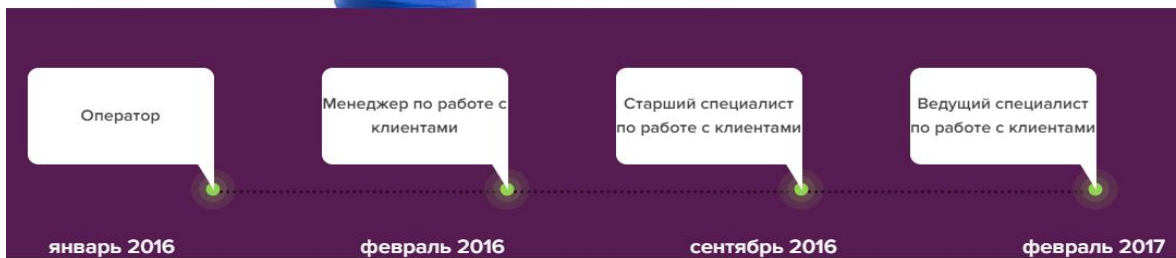 Оператор
Менеджер по работе с
клиентами
Старший специалист
по работе с клиентами
Ведущий специалист
по работе с клиентами
январь 2016
февраль 2016
сентябрь 2016
февраль 2017